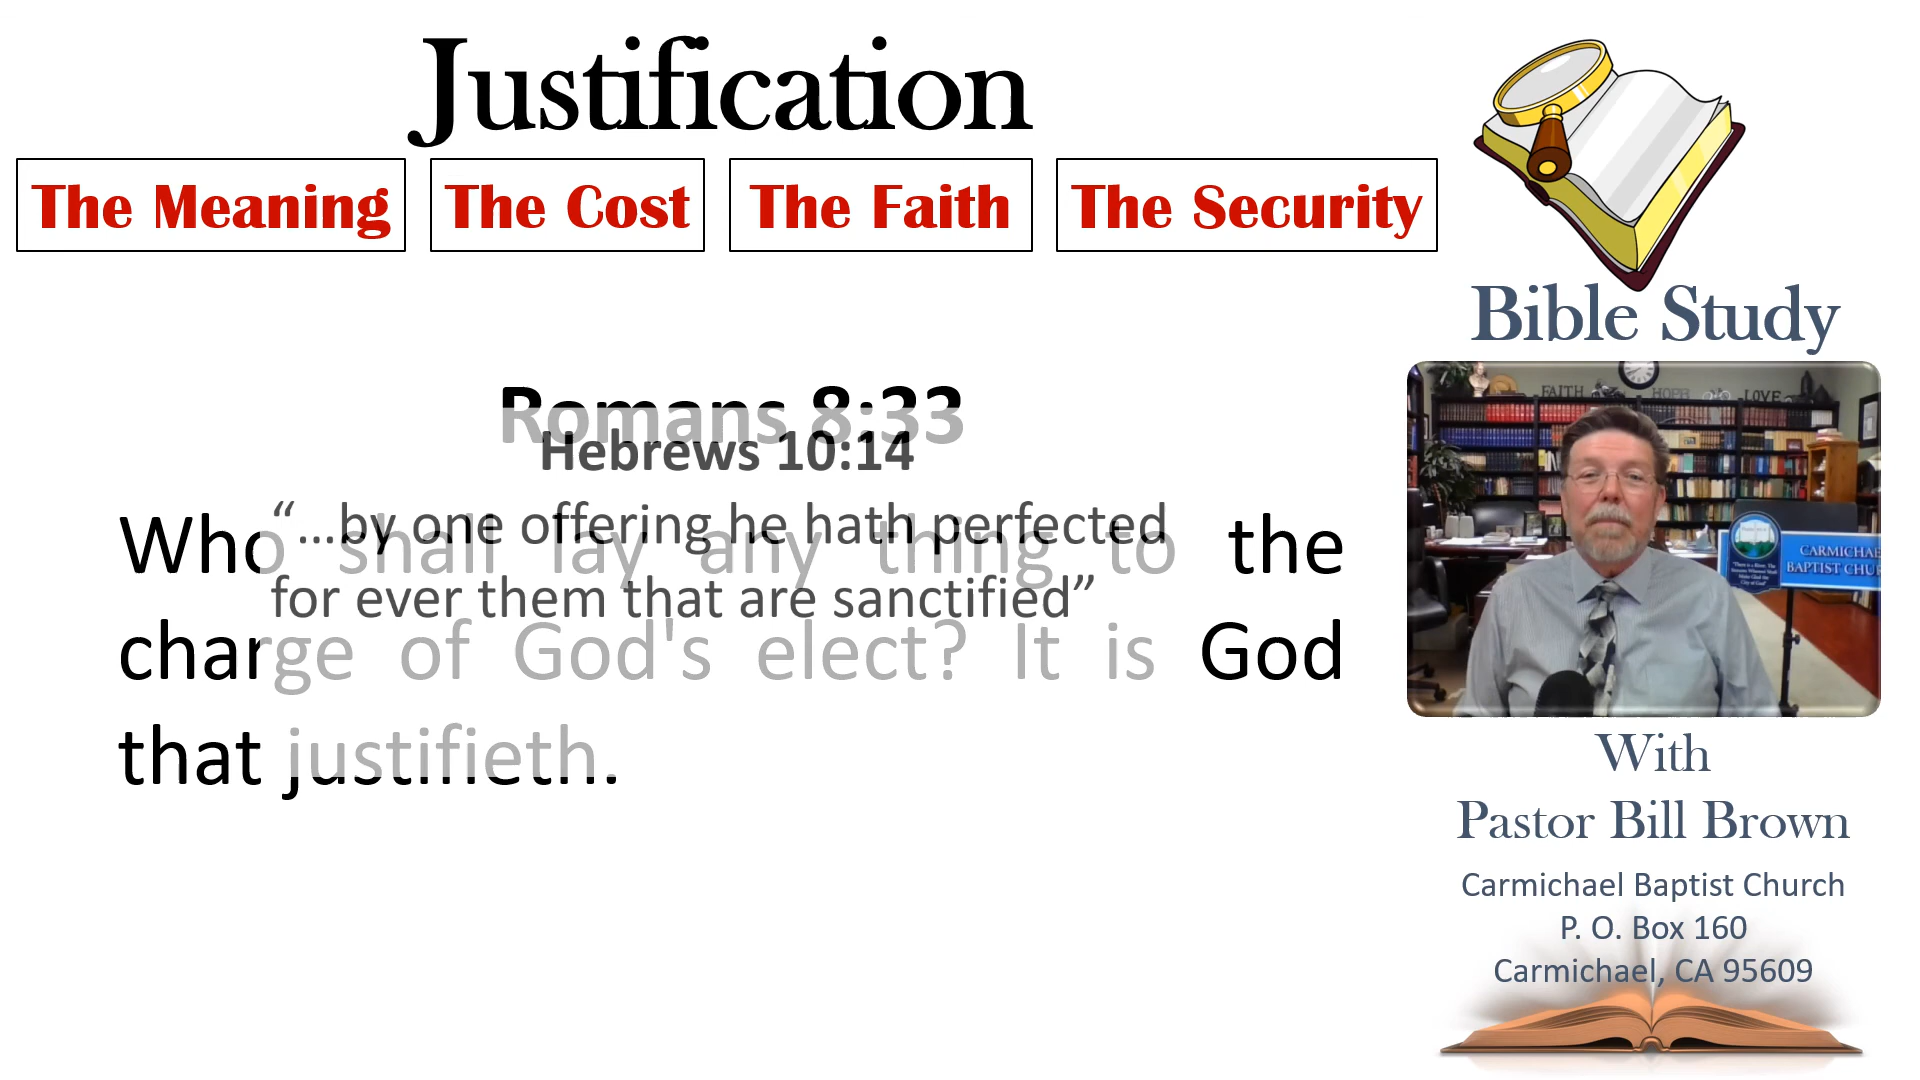 Justification
The Meaning
The Cost
The Faith
The Security
Romans 8:33
Hebrews 10:14
“…by one offering he hath perfected
for ever them that are sanctified”
Who shall lay any thing to the
charge of God's elect? It is God
that justifieth.
Bible Study
FAITH HOPE LOVE
CARMICHAE
BAPTIST CHUR
With
Pastor Bill Brown
Carmichael Baptist Church
P. O. Box 160
Carmichael, CA 95609